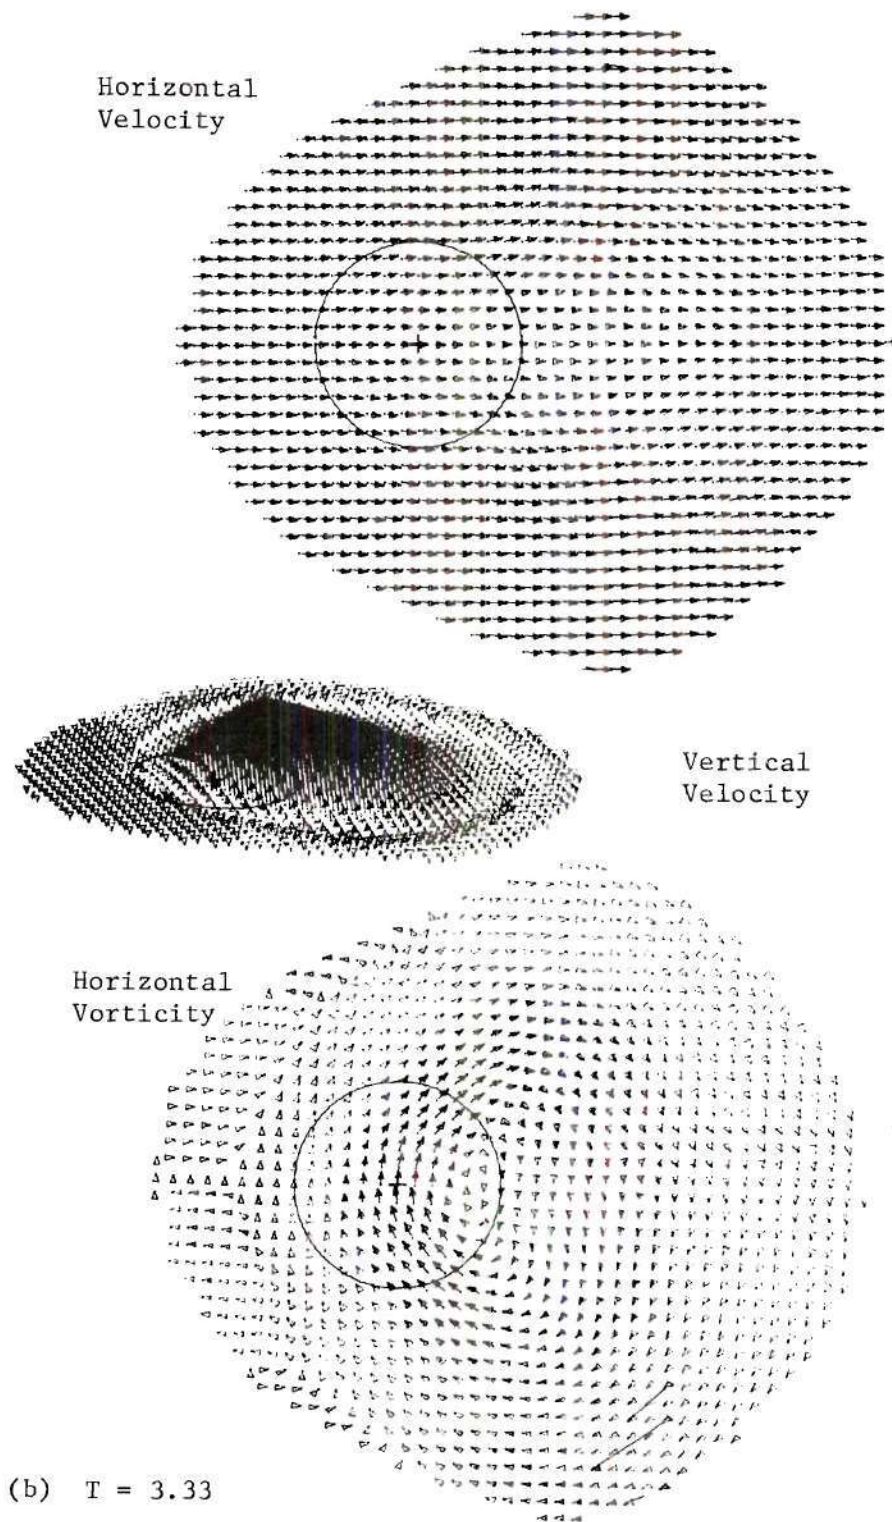 Horizontal
Velocity
Vertical
Velocity
Horizontal
Vorticity
(b) T = 3.33